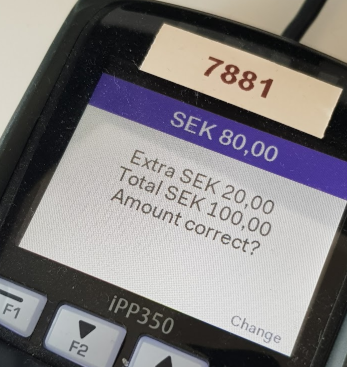 7881
SEK 80,00
Extra SEK 20,00
Total SEK 100,00
Amount correct?
Change
iPP350
F1
F2